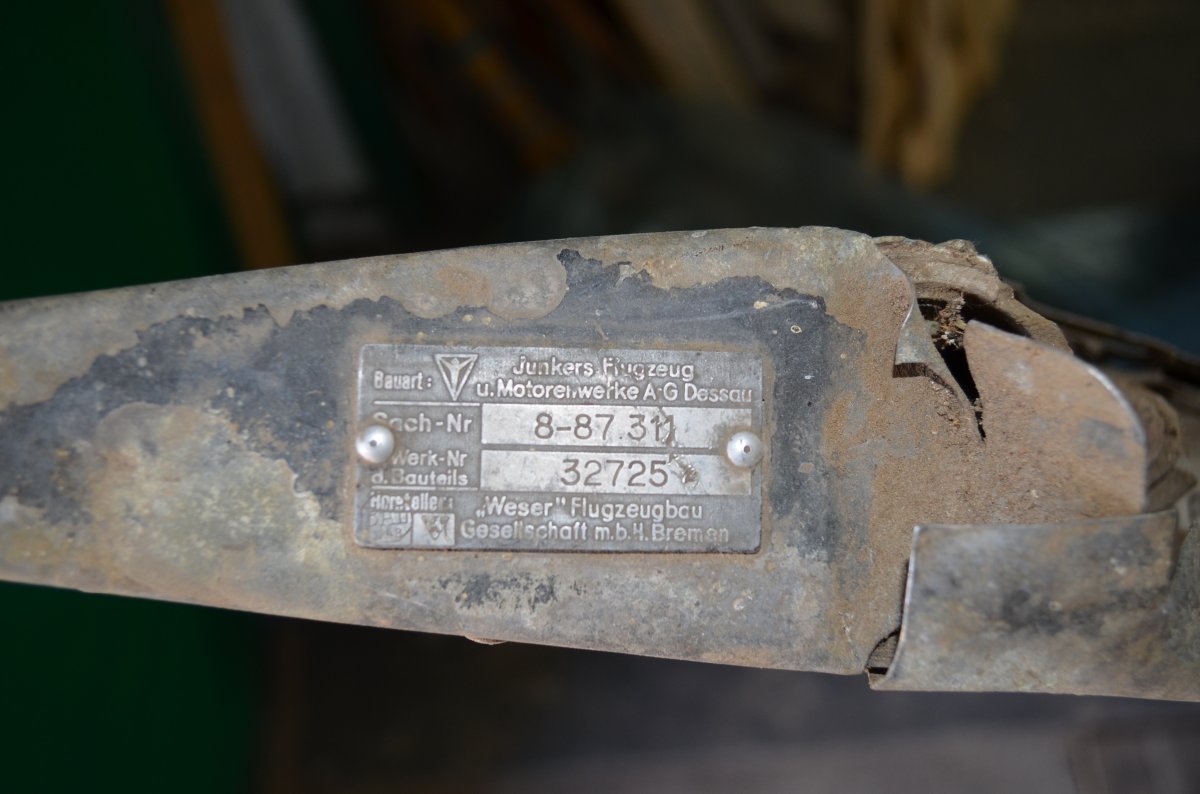 Bauart: Junkers Flugzeug
u. Motorenwerke A-G Dessau
Sach-Nr 8-87.311
Werk-Nr
d. Bauteils 32725
Hersteller: „Weser" Flugzeugbau
Gesellschaft m.b.H. Bremen